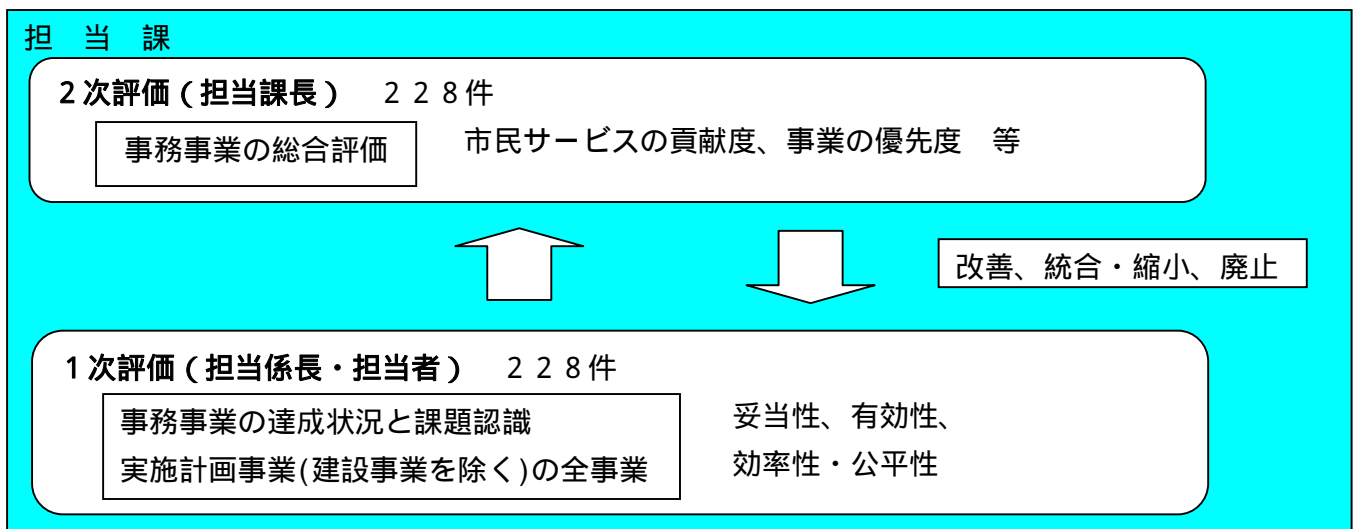 担　当　課
２次評価（担当課長）　２２８件
事務事業の総合評価　市民サービスの貢献度、事業の優先度　等
改善、統合・縮小、廃止
１次評価（担当係長・担当者）　２２８件
事務事業の達成状況と課題認識　妥当性、有効性、
実施計画事業(建設事業を除く)の全事業　効率性・公平性